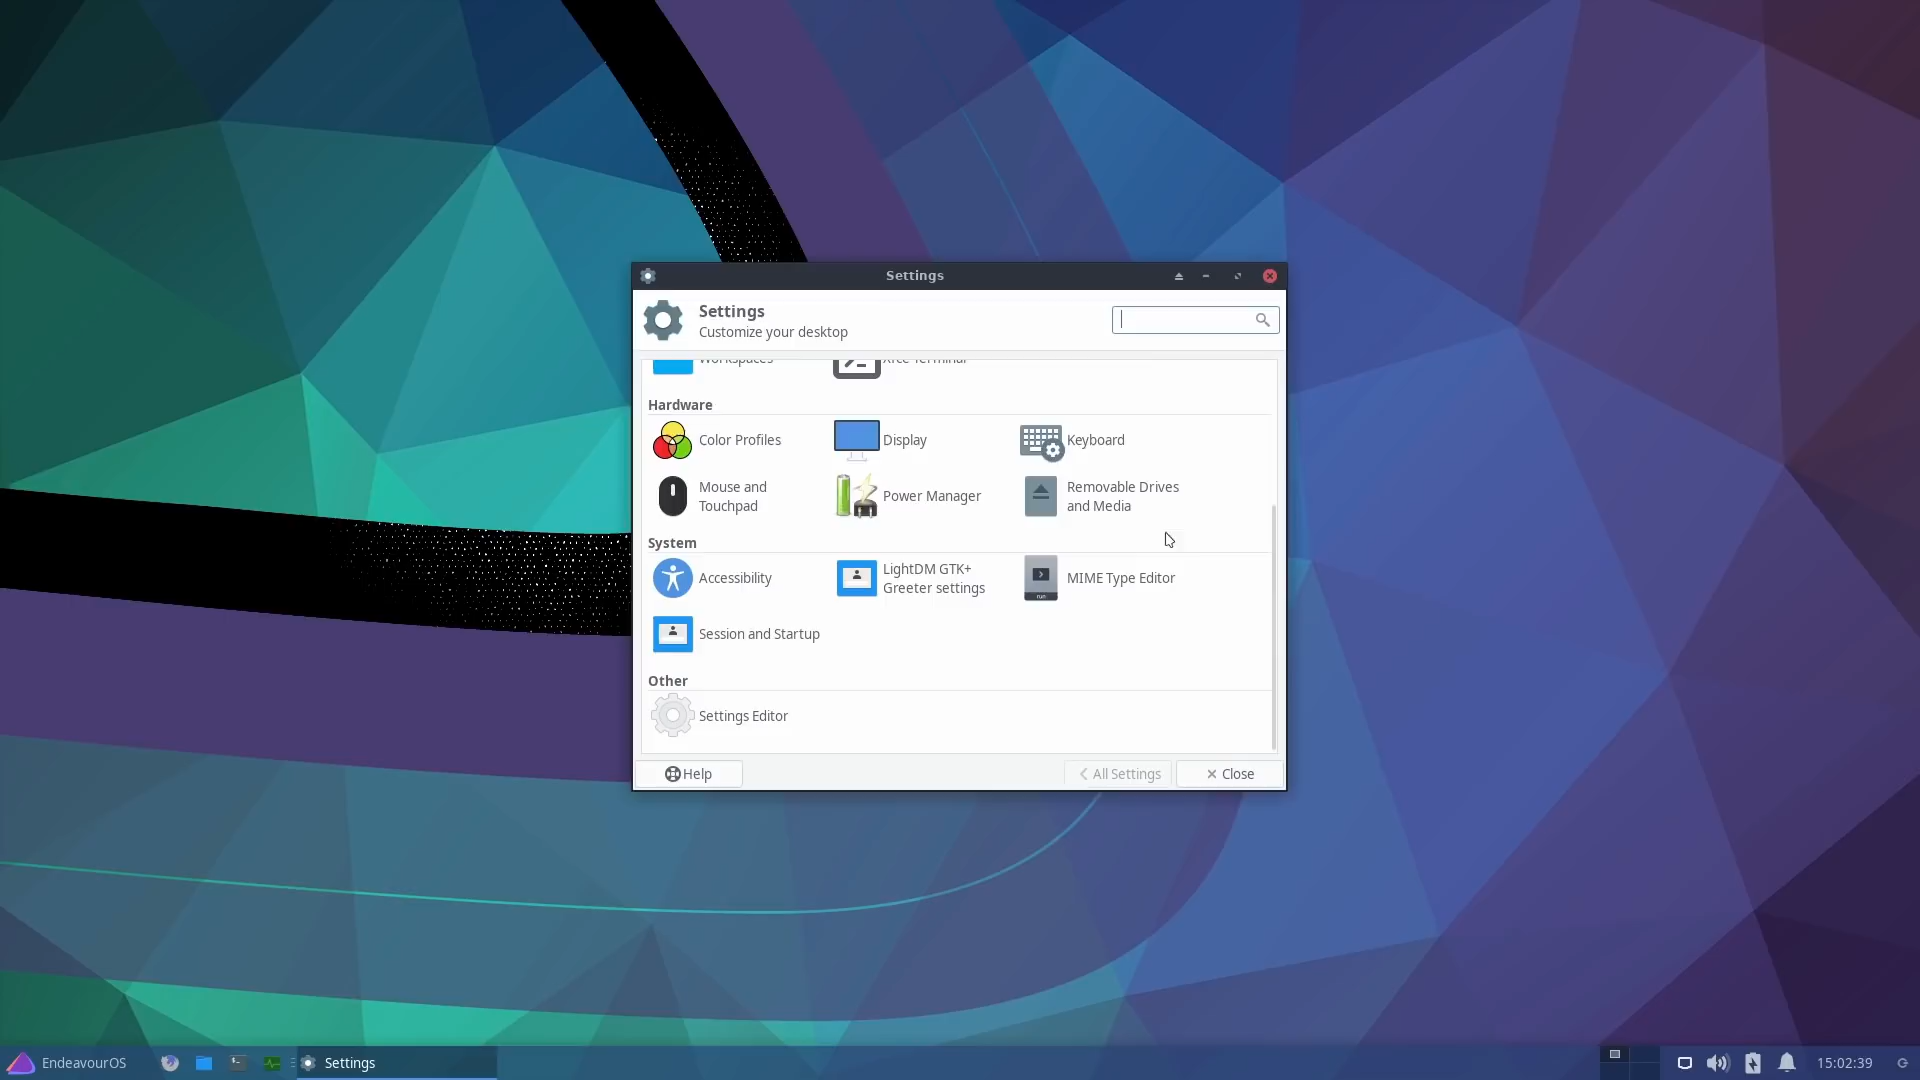 Settings
Settings
Customize your desktop
Workspaces
Xfce Terminal
Hardware
Color Profiles
Display
Keyboard
Mouse and
Touchpad
Power Manager
Removable Drives
and Media
System
Accessibility
LightDM GTK+
Greeter settings
MIME Type Editor
run
Session and Startup
Other
Settings Editor
Help
All Settings
Close
EndeavourOS
Settings
15:02:39